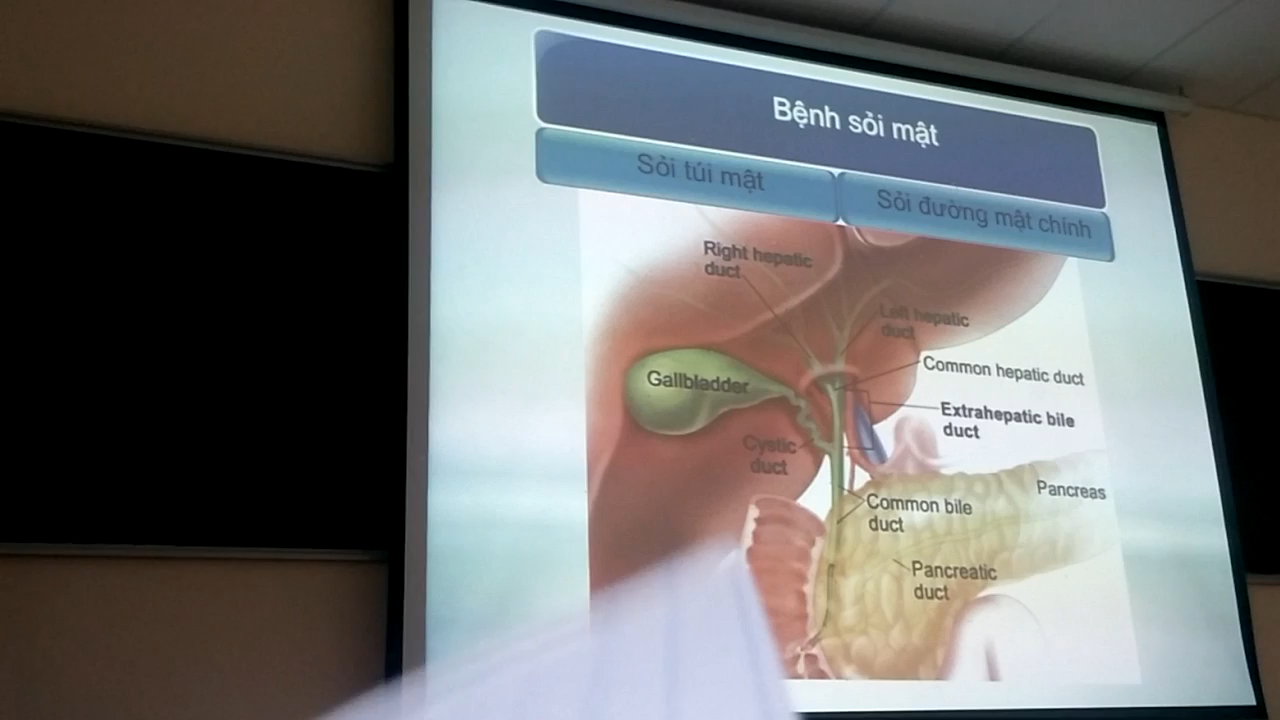 Bệnh sỏi mật
Sỏi túi mật
Sỏi đường mật chính
Right hepatic
duct
Left hepatic
duct
Common hepatic duct
Gallbladder
Extrahepatic bile
duct
Cystic
duct
Pancreas
Common bile
duct
Pancreatic
duct